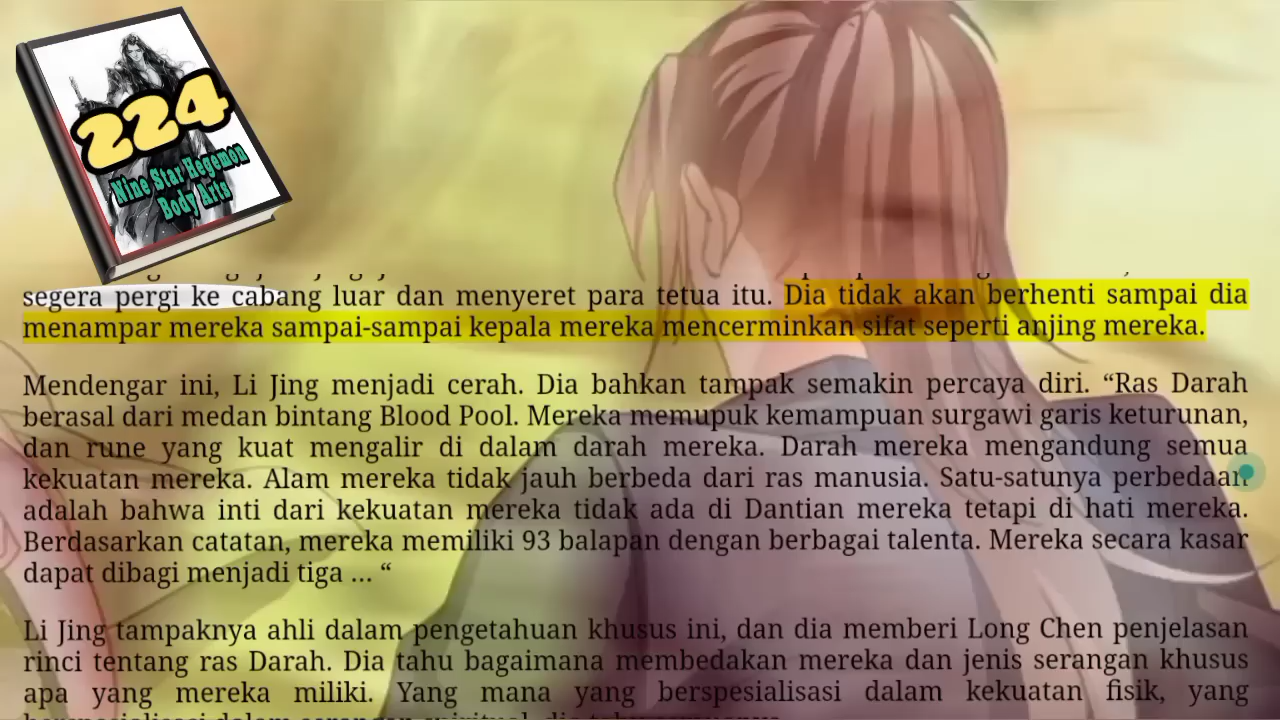 224
Nine Star Hegemon
Body Arts
segera pergi ke cabang luar dan menyeret para tetua itu. Dia tidak akan berhenti sampai dia
menampar mereka sampai-sampai kepala mereka mencerminkan sifat seperti anjing mereka.
Mendengar ini, Li Jing menjadi cerah. Dia bahkan tampak semakin percaya diri. “Ras Darah
berasal dari medan bintang Blood Pool. Mereka memupuk kemampuan surgawi garis keturunan,
dan rune yang kuat mengalir di dalam darah mereka. Darah mereka mengandung semua
kekuatan mereka. Alam mereka tidak jauh berbeda dari ras manusia. Satu-satunya perbedaan
adalah bahwa inti dari kekuatan mereka tidak ada di Dantian mereka tetapi di hati mereka.
Berdasarkan catatan, mereka memiliki 93 balapan dengan berbagai talenta. Mereka secara kasar
dapat dibagi menjadi tiga … “
Li Jing tampaknya ahli dalam pengetahuan khusus ini, dan dia memberi Long Chen penjelasan
rinci tentang ras Darah. Dia tahu bagaimana membedakan mereka dan jenis serangan khusus
apa yang mereka miliki. Yang mana yang berspesialisasi dalam kekuatan fisik, yang